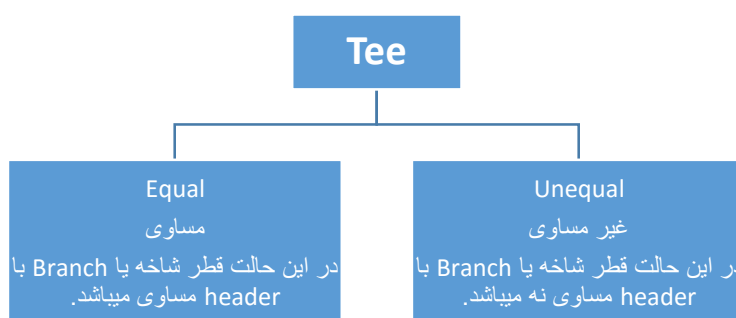 Tee
Equal
مساوی
در این حالت قطر شاخه یا Branch با
header مساوی میباشد.
Unequal
غیر مساوی
در این حالت قطر شاخه یا Branch با
header مساوی نه میباشد.